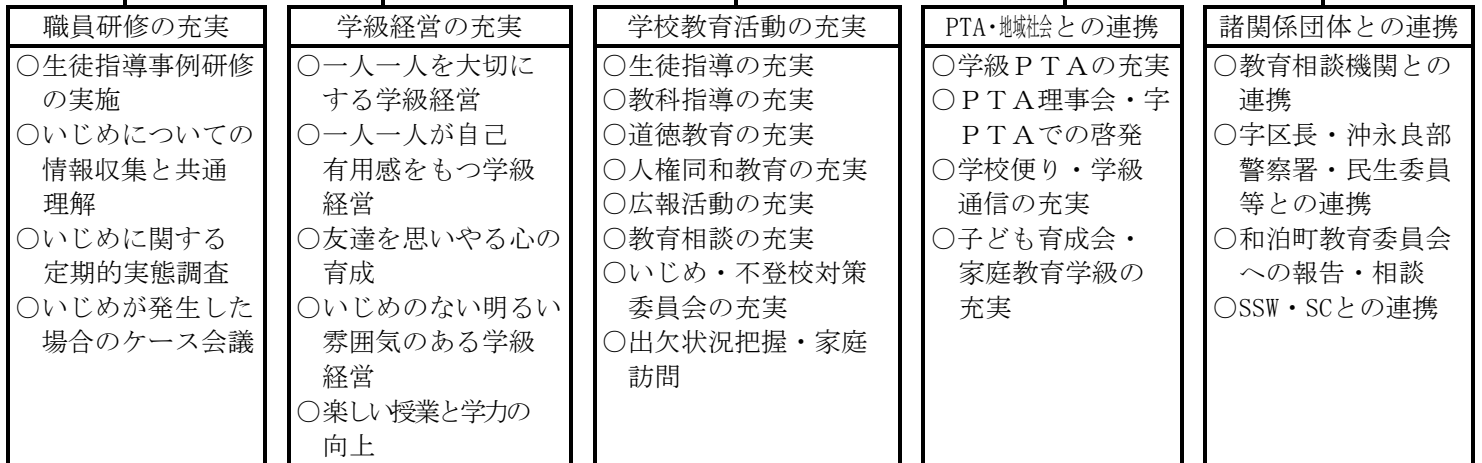 職員研修の充実
○生徒指導事例研修
の実施
○いじめについての
情報収集と共通
理解
○いじめに関する
定期的実態調査
○いじめが発生した
場合のケース会議
学級経営の充実
○一人一人を大切に
する学級経営
○一人一人が自己
有用感をもつ学級
経営
○友達を思いやる心の
育成
○いじめのない明るい
雰囲気のある学級
経営
○楽しい授業と学力の
向上
学校教育活動の充実
○生徒指導の充実
○教科指導の充実
○道徳教育の充実
○人権同和教育の充実
○広報活動の充実
○教育相談の充実
○いじめ・不登校対策
委員会の充実
○出欠状況把握・家庭
訪問
PTA・地域社会との連携
○学級ＰＴＡの充実
○ＰＴＡ理事会・字
ＰＴＡでの啓発
○学校便り・学級
通信の充実
○子ども育成会・
家庭教育学級の
充実
諸関係団体との連携
○教育相談機関との
連携
○字区長・沖永良部
警察署・民生委員
等との連携
○和泊町教育委員会
への報告・相談
○SSW・SCとの連携